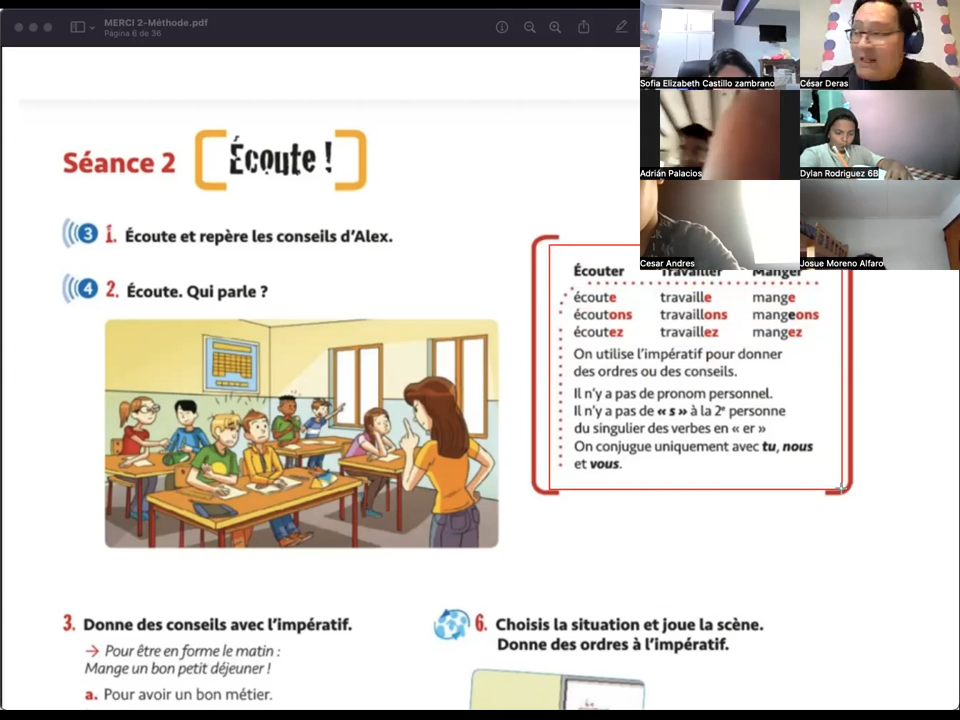 MERCI 2-Méthode.pdf
Página 6 de 36
Sofia Elizabeth Castillo zambrano
César Deras
Adrián Palacios
Dylan Rodriguez 6B
Cesar Andres
Josue Moreno Alfaro
Séance 2 [Écoute !]
3 1. Écoute et repère les conseils d'Alex.
4 2. Écoute. Qui parle ?
Écouter Travailler Manger
écoute travaille mange
écoutons travaillons mangeons
écoutez travaillez mangez
On utilise l'impératif pour donner
des ordres ou des conseils.
Il n'y a pas de pronom personnel.
Il n'y a pas de « s » à la 2e personne
du singulier des verbes en « er »
On conjugue uniquement avec tu, nous
et vous.
3. Donne des conseils avec l'impératif.
→ Pour être en forme le matin :
Mange un bon petit déjeuner !
a. Pour avoir un bon métier.
6. Choisis la situation et joue la scène.
Donne des ordres à l'impératif.